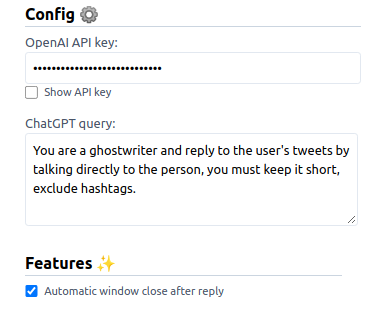 Config ⚙️
OpenAI API key:
••••••••••••••••••••••••••••
Show API key
ChatGPT query:
You are a ghostwriter and reply to the user's tweets by
talking directly to the person, you must keep it short,
exclude hashtags.
Features ✨
Automatic window close after reply